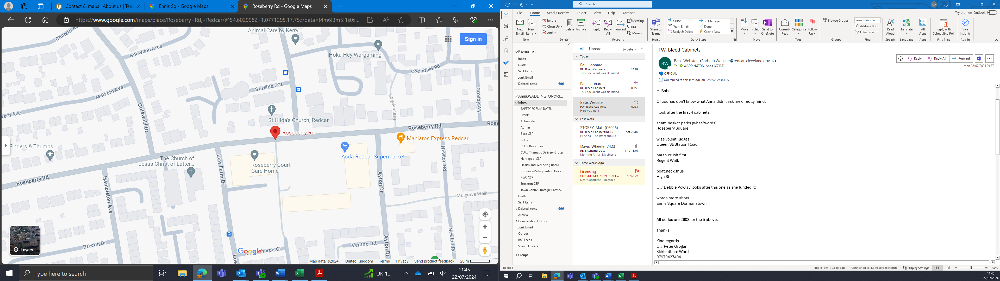 Contact & maps | About us | Tees
Ennis Sq - Google Maps
Roseberry Rd - Google Maps
https://www.google.com/maps/place/Roseberry+Rd,+Redcar/@54.6029982,-1.0771295,17.75z/data=!4m6!3m5!1s0x...
Sign in
Animal Care by Kerry
Chiltern Av
Snowdon Cres
Hoka Hey Wargaming
Oxendale Rd
St Hildas Ct
Malvern Ave
Crosby Wy
Brathay Walk
Cotswold Dr
vern Ave
St Hilda's Church, Redcar
Roseberry Rd
Rose
Roseberry Rd
Manjaros Express Redcar
Fingers & Thumbs
Asda Redcar Supermarket
The Church of
Jesus Christ of Latter...
Low Farm Dr
Roseberry Court
Care Home
Newton Rd
Ayton Dr
Roseberry Rd
Hambleton Ave
Mulgrave Walk
Brecon Dr
Layers
Ventnor Ct
Ayton Dr
Newton Rd
Low
Google
horpe Cl
Map data ©2024 United Kingdom Terms Privacy Send product feedback 20 m
Type here to search
UK 1...
11:45
22/07/2024
Search
WA
File Home Send / Receive Folder View Help Acrobat
Try the new Outlook
New Email
New Items
New
Ignore
Clean Up
Junk
Delete
Archive
Delete
Reply
Reply All
Forward
Meeting
IM
More
Respond
Share to Teams
Teams
CURV
Team Email
Reply & Delete
To Manager
Done
Create New
Quick Steps
Move
Rules
Send to OneNote
Move
Unread/ Read
Categorise
Follow Up
Tags
Browse Groups
Groups
Search People
Address Book
Filter Email
Find
Read Aloud
Speech
Translate
Language
All Apps
Apps
Reply with Scheduling Poll
Find Time
Viva Insights
Add-in
Favourites
Inbox
Drafts
Sent Items
Junk Email
Deleted Items 606
Anna.WADDINGTON@cl...
Inbox
SAFETY FORUM DATES
Events
Action Plan
Admin
Boro CSP
CURV
CURV Resources
CURV Thematic Delivery Group
Hartlepool CSP
Health and Wellbeing Board
Insurance/Safeguarding Docs
R&C CSP
Stockton CSP
Town Centre Strategic Partne...
Drafts
Sent Items
Deleted Items 606
Archive
Conversation History
Junk Email
Outbox
RSS Feeds
Search Folders
Groups
All Unread By Date
Today
Paul Leonard
RE: Bleed Cabinets 11:04
This document was classified
Paul Leonard
RE: Bleed Cabinets 09:58
This document was classified
Babs Webster
FW: Bleed Cabinets 09:37
Here you go !!
Last Week
STOREY, Matt (C6026)
RE: Bleed Cabinets/NEAS Sat 20/07
Hi Anna, The letter should
David Wheeler 7423
RE: Licensing Docs Thu 18/07
Morning Anna, My sincere
Three Weeks Ago
Licensing
CONSULTATION ON DRAFT... 01/07/2024
Dear Consultee, Licensed
FW: Bleed Cabinets
BW
Babs Webster <Barbara.Webster@redcar-cleveland.gov.uk>
To WADDINGTON, Anna (C7437)
Reply Reply All Forward
Mon 22/07/2024 09:37
OFFICIAL
You replied to this message on 22/07/2024 09:37.
Hi Babs
Of course, don't know what Anna didn't ask me directly mind.
I look after the first 4 cabinets:
scam.basket.parks (what3words)
Roseberry Square
wiser.bleat.judges
Queen St/Station Road
harsh.crush.first
Regent Walk
boat.neck.thus
High St
Cllr Debbie Powlay looks after this one as she funded it:
words.store.shots
Ennis Square Dormanstown
All codes are 2603 for the 5 above.
Thanks
Kind regards
Cllr Peter Grogan
Kirkleatham Ward
07970427404
Items: 6
This folder is up to date. Connected to: Microsoft Exchange Display Settings 100%
11:45
22/07/2024